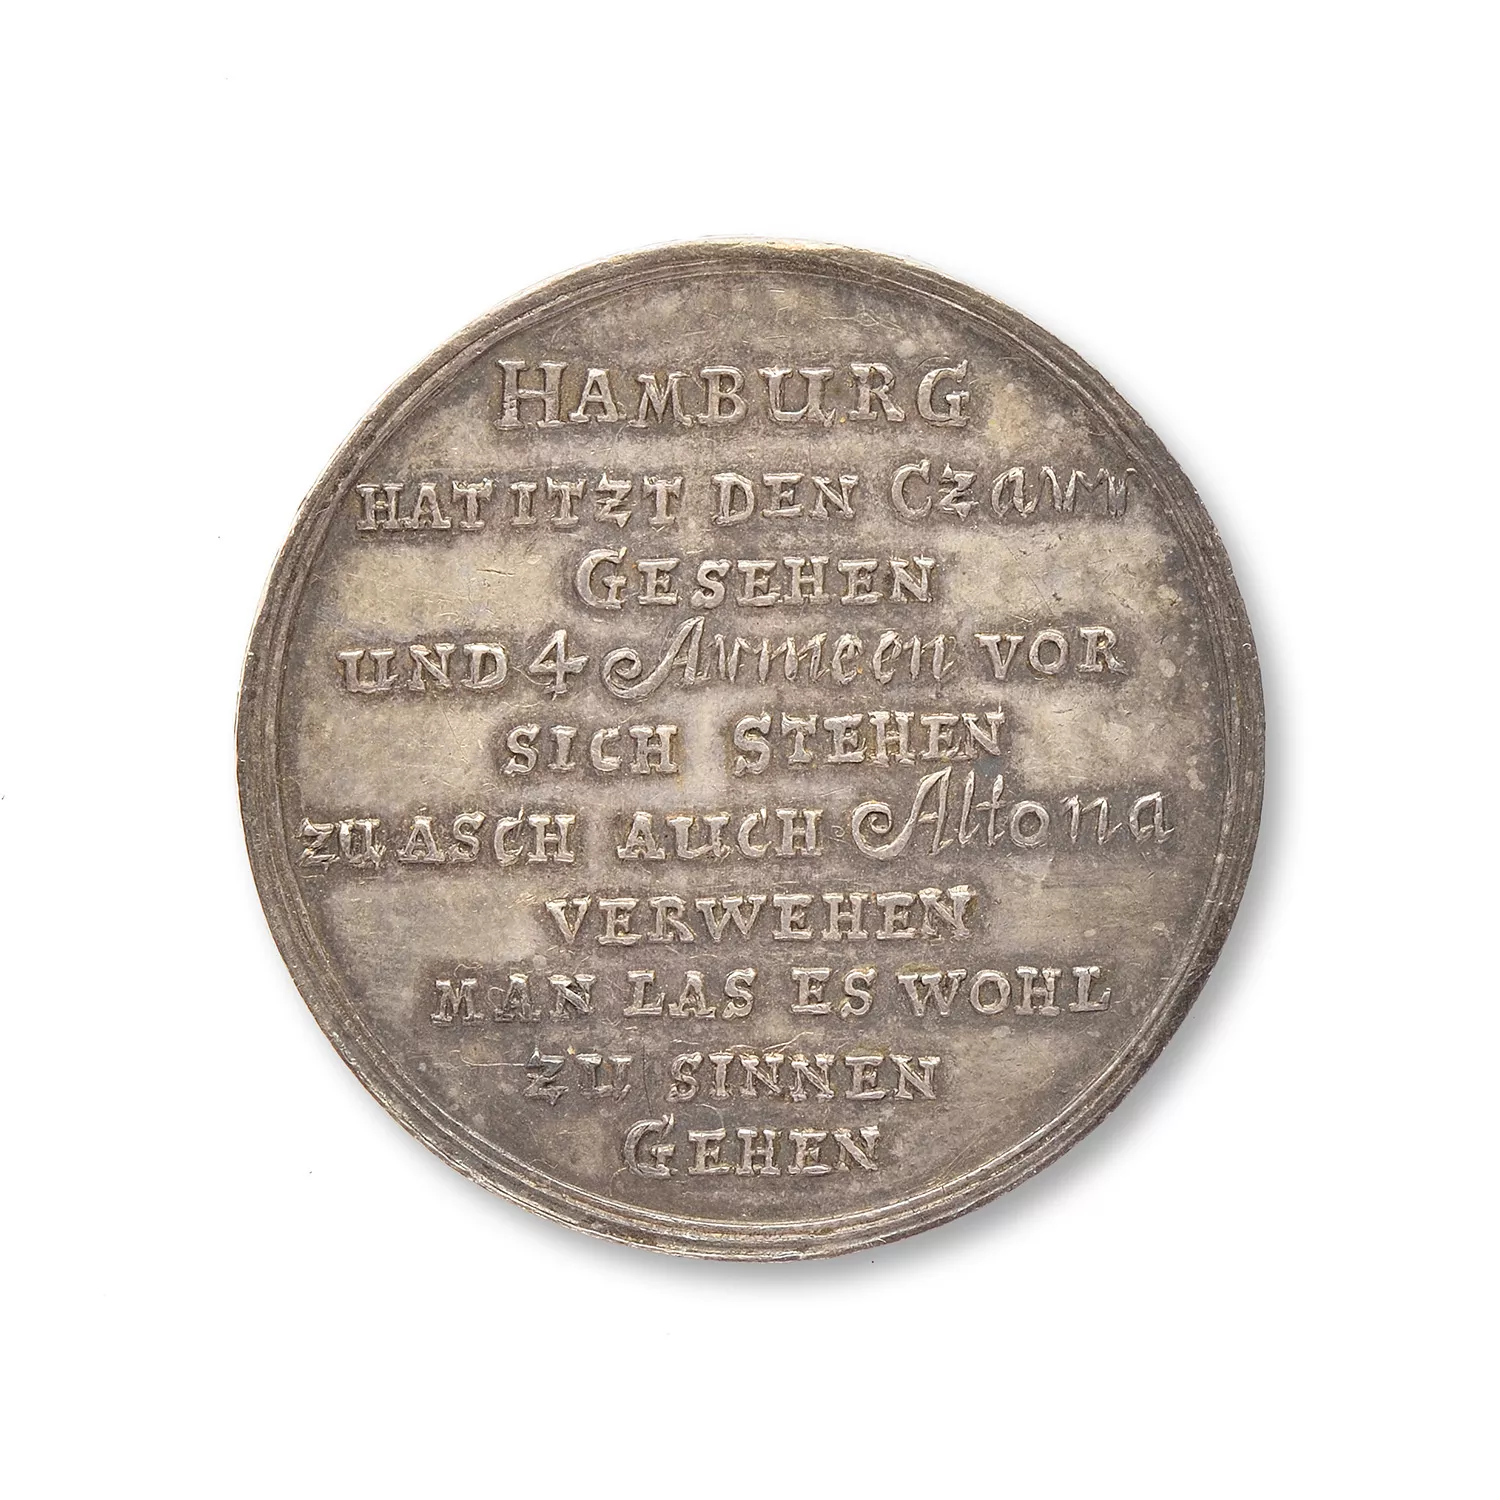 HAMBURG
HAT ITZT DEN Czarr
GESEHEN
UND 4 Armeen VOR
SICH STEHEN
ZU ASCH AUCH Altona
VERWEHEN
MAN LAS ES WOHL
ZU SINNEN
GEHEN